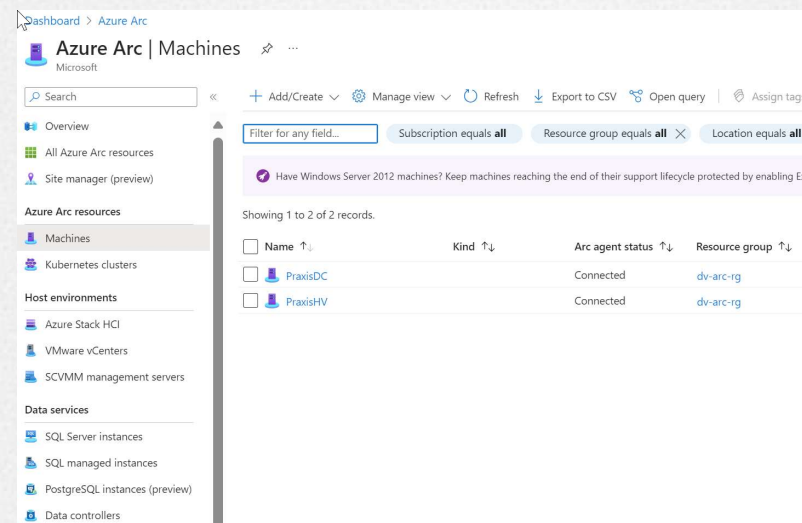 Dashboard > Azure Arc
Azure Arc | Machines
Microsoft
Search
Add/Create Manage view Refresh Export to CSV Open query Assign tag
Overview
All Azure Arc resources
Site manager (preview)
Azure Arc resources
Machines
Kubernetes clusters
Host environments
Azure Stack HCI
VMware vCenters
SCVMM management servers
Data services
SQL Server instances
SQL managed instances
PostgreSQL instances (preview)
Data controllers
Filter for any field...
Subscription equals all
Resource group equals all
Location equals all
Have Windows Server 2012 machines? Keep machines reaching the end of their support lifecycle protected by enabling
Showing 1 to 2 of 2 records.
Name Kind Arc agent status Resource group
PraxisDC Connected dv-arc-rg
PraxisHV Connected dv-arc-rg